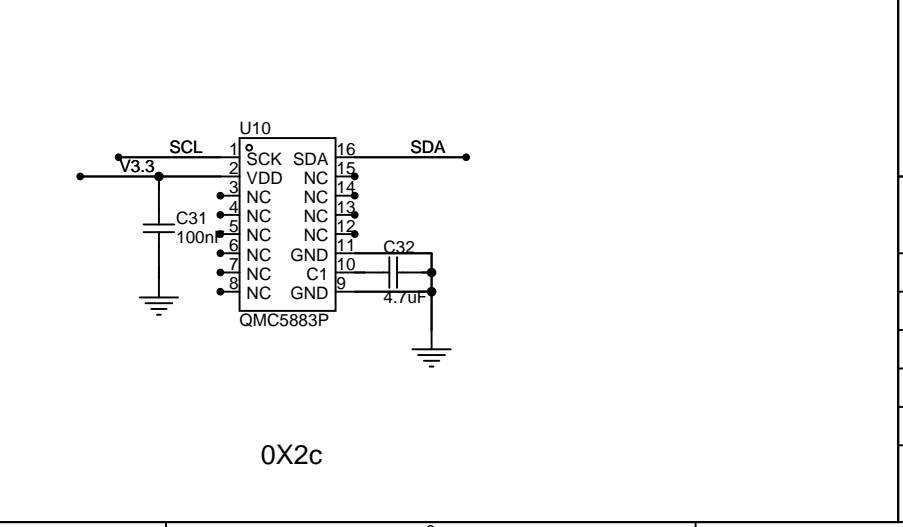 U10
SCL 1 SCK SDA 16 SDA
V3.3 2 VDD NC 15
3 NC NC 14
4 NC NC 13
C31
100nF
5 NC NC 12
6 NC GND 11
C32
7 NC C1 10
8 NC GND 9
4.7uF
QMC5883P
0X2c